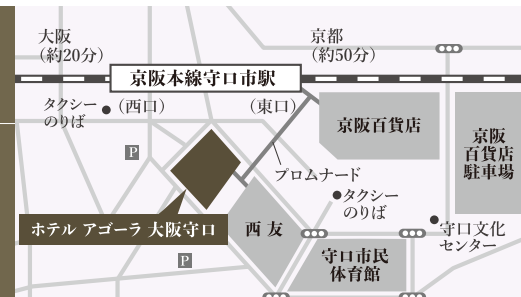 大阪
（約20分）
京都
（約50分）
京阪本線守口市駅
タクシー
のりば
（西口）
（東口）
京阪百貨店
京阪
百貨店
駐車場
P
プロムナード
タクシー
のりば
ホテル アゴーラ 大阪守口
西友
守口文化
センター
守口市民
体育館
P